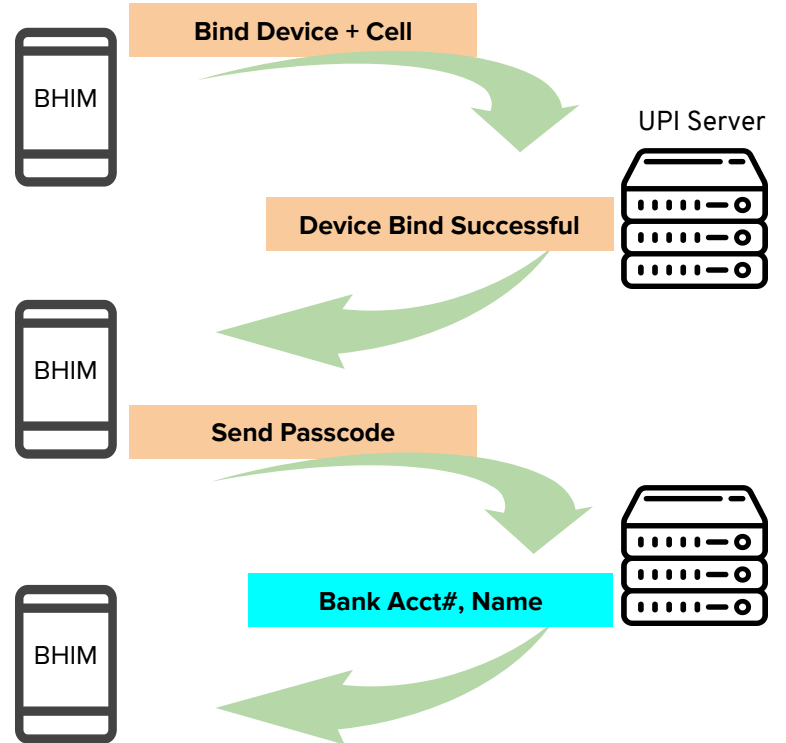 Bind Device + Cell
BHIM
UPI Server
Device Bind Successful
BHIM
Send Passcode
Bank Acct#, Name
BHIM